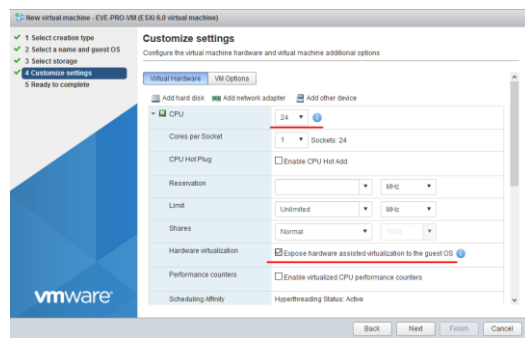 New virtual machine - EVE-PRO-VM (ESXi 6.0 virtual machine)
1 Select creation type
2 Select a name and guest OS
3 Select storage
4 Customize settings
5 Ready to complete
Customize settings
Configure the virtual machine hardware and virtual machine additional options
Virtual Hardware VM Options
Add hard disk Add network adapter Add other device
CPU 24
Cores per Socket 1 Sockets: 24
CPU Hot Plug Enable CPU Hot Add
Reservation MHz
Limit Unlimited MHz
Shares Normal
Hardware virtualization Expose hardware assisted virtualization to the guest OS
Performance counters Enable virtualized CPU performance counters
Scheduling Affinity Hyperthreading Status: Active
vmware
Back Next Finish Cancel